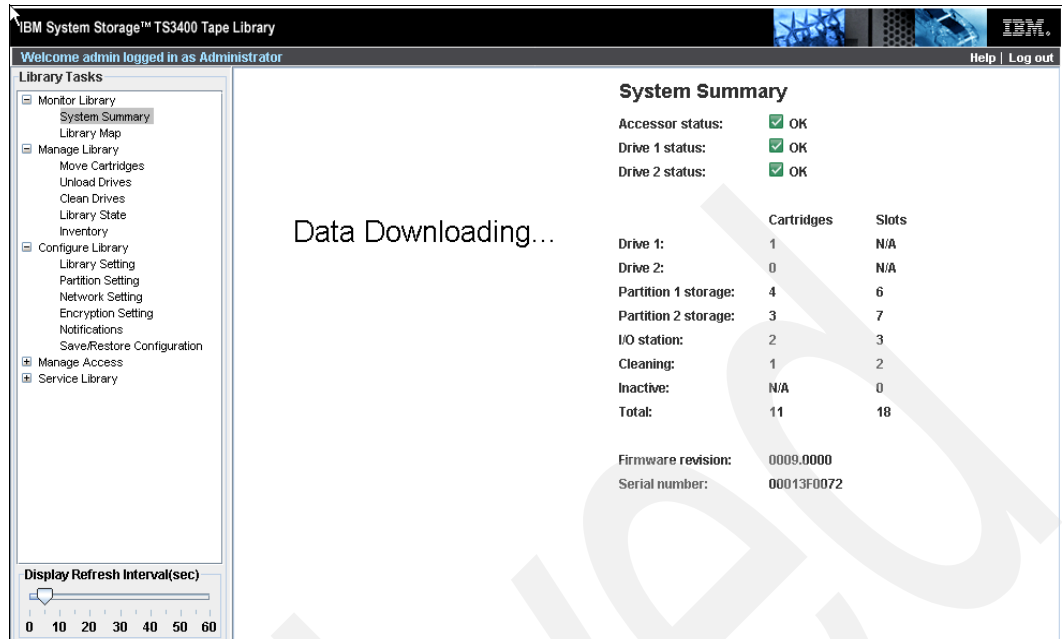 IBM System Storage™ TS3400 Tape Library
IBM.
Welcome admin logged in as Administrator
Help | Log out
Library Tasks
Monitor Library
System Summary
Library Map
Manage Library
Move Cartridges
Unload Drives
Clean Drives
Library State
Inventory
Configure Library
Library Setting
Partition Setting
Network Setting
Encryption Setting
Notifications
Save/Restore Configuration
Manage Access
Service Library
Display Refresh Interval(sec)
0 10 20 30 40 50 60
Data Downloading...
System Summary
Accessor status: OK
Drive 1 status: OK
Drive 2 status: OK
Cartridges Slots
Drive 1: 1 N/A
Drive 2: 0 N/A
Partition 1 storage: 4 6
Partition 2 storage: 3 7
I/O station: 2 3
Cleaning: 1 2
Inactive: N/A 0
Total: 11 18
Firmware revision: 0009.0000
Serial number: 00013F0072